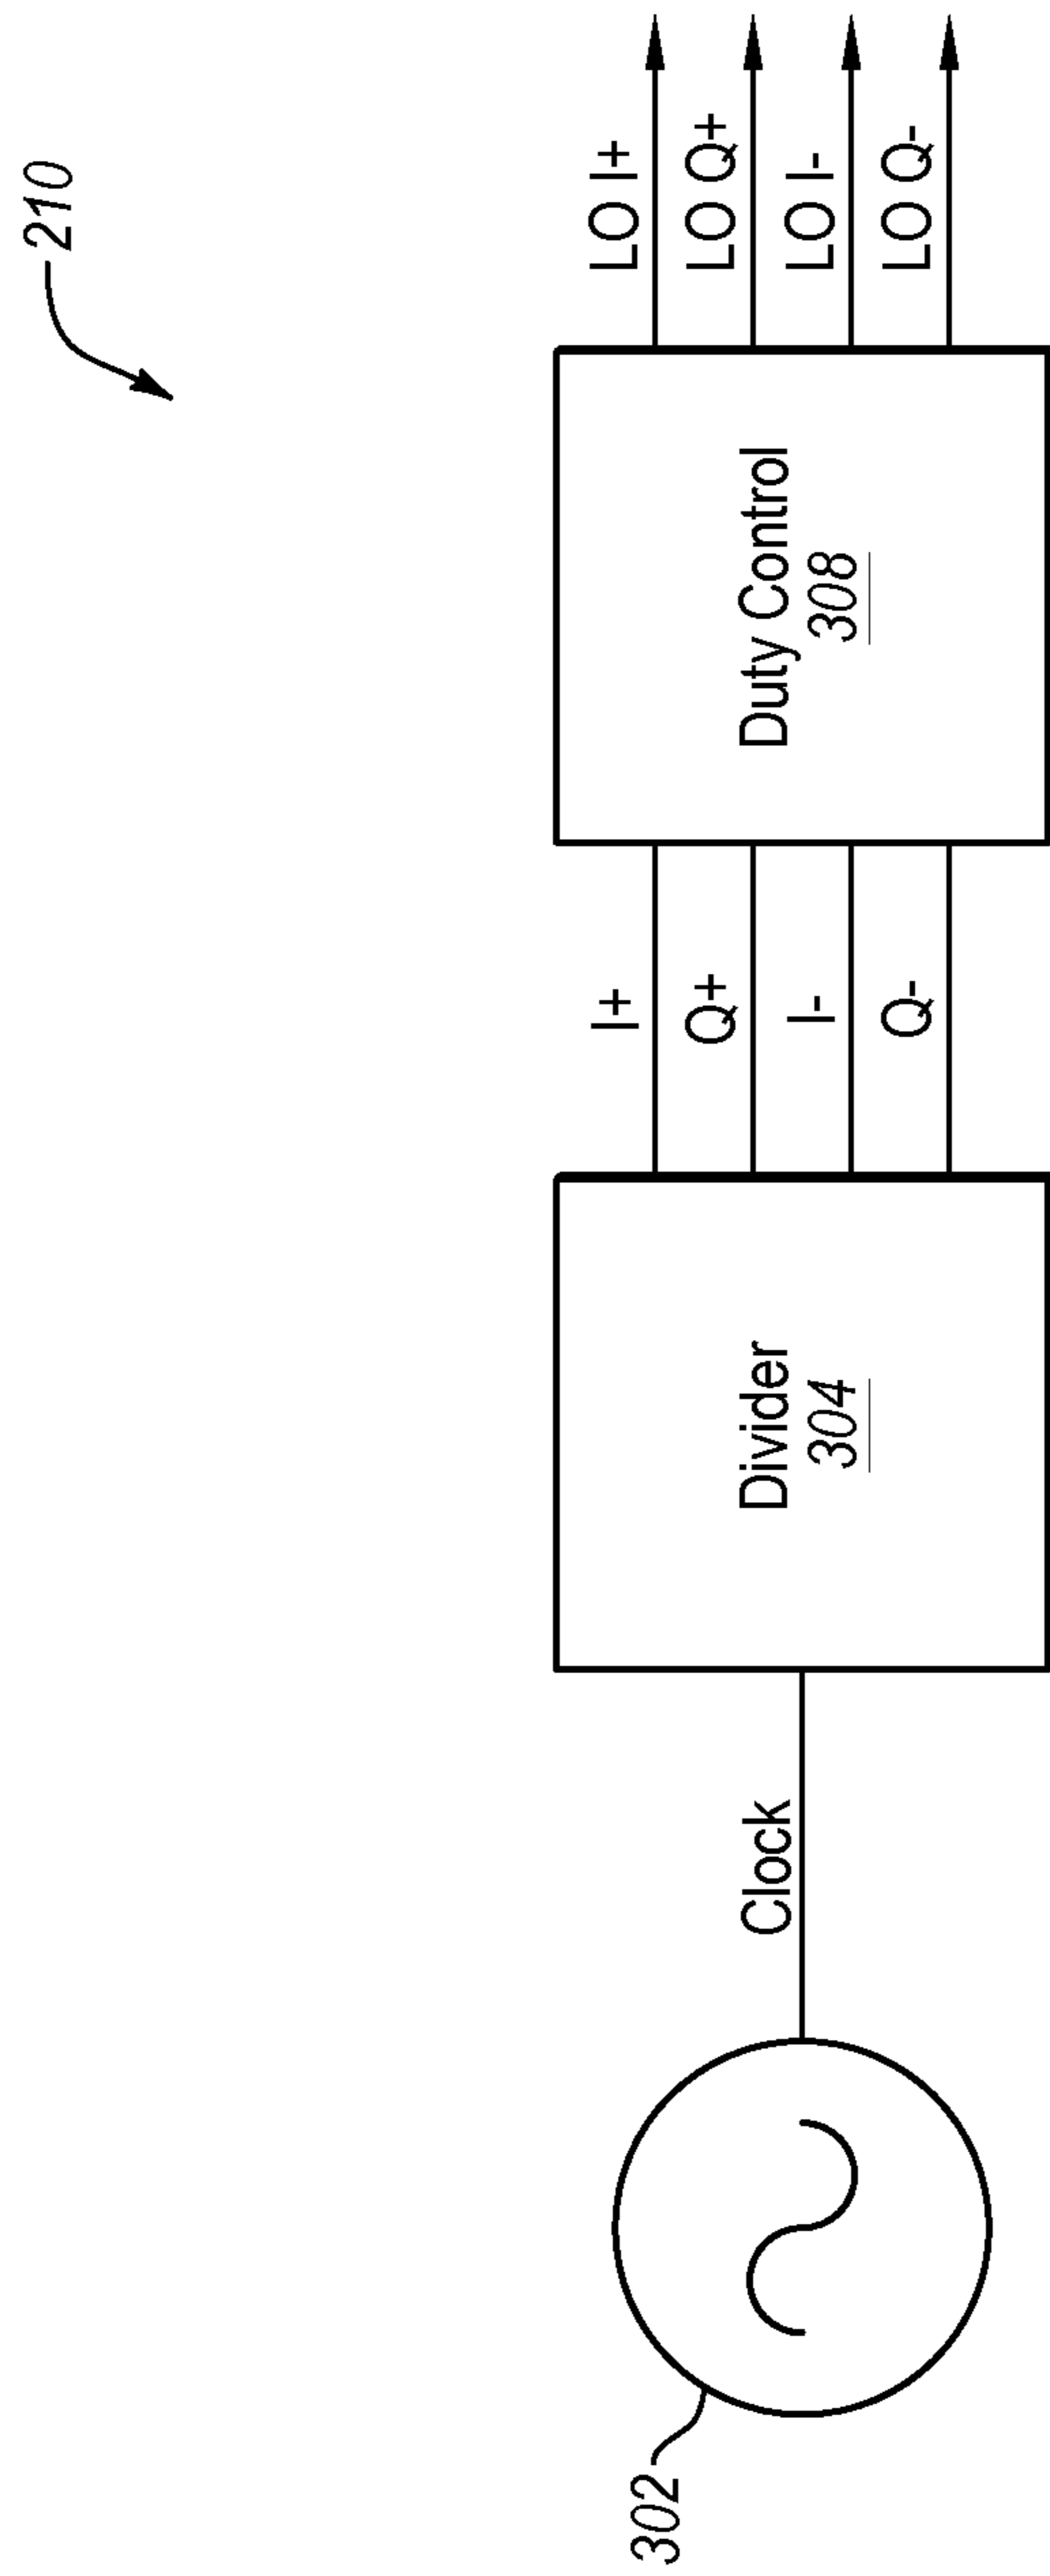 210
302
Clock
Divider
304
I+
Q+
I-
Q-
Duty Control
308
LO I+
LO Q+
LO I-
LO Q-